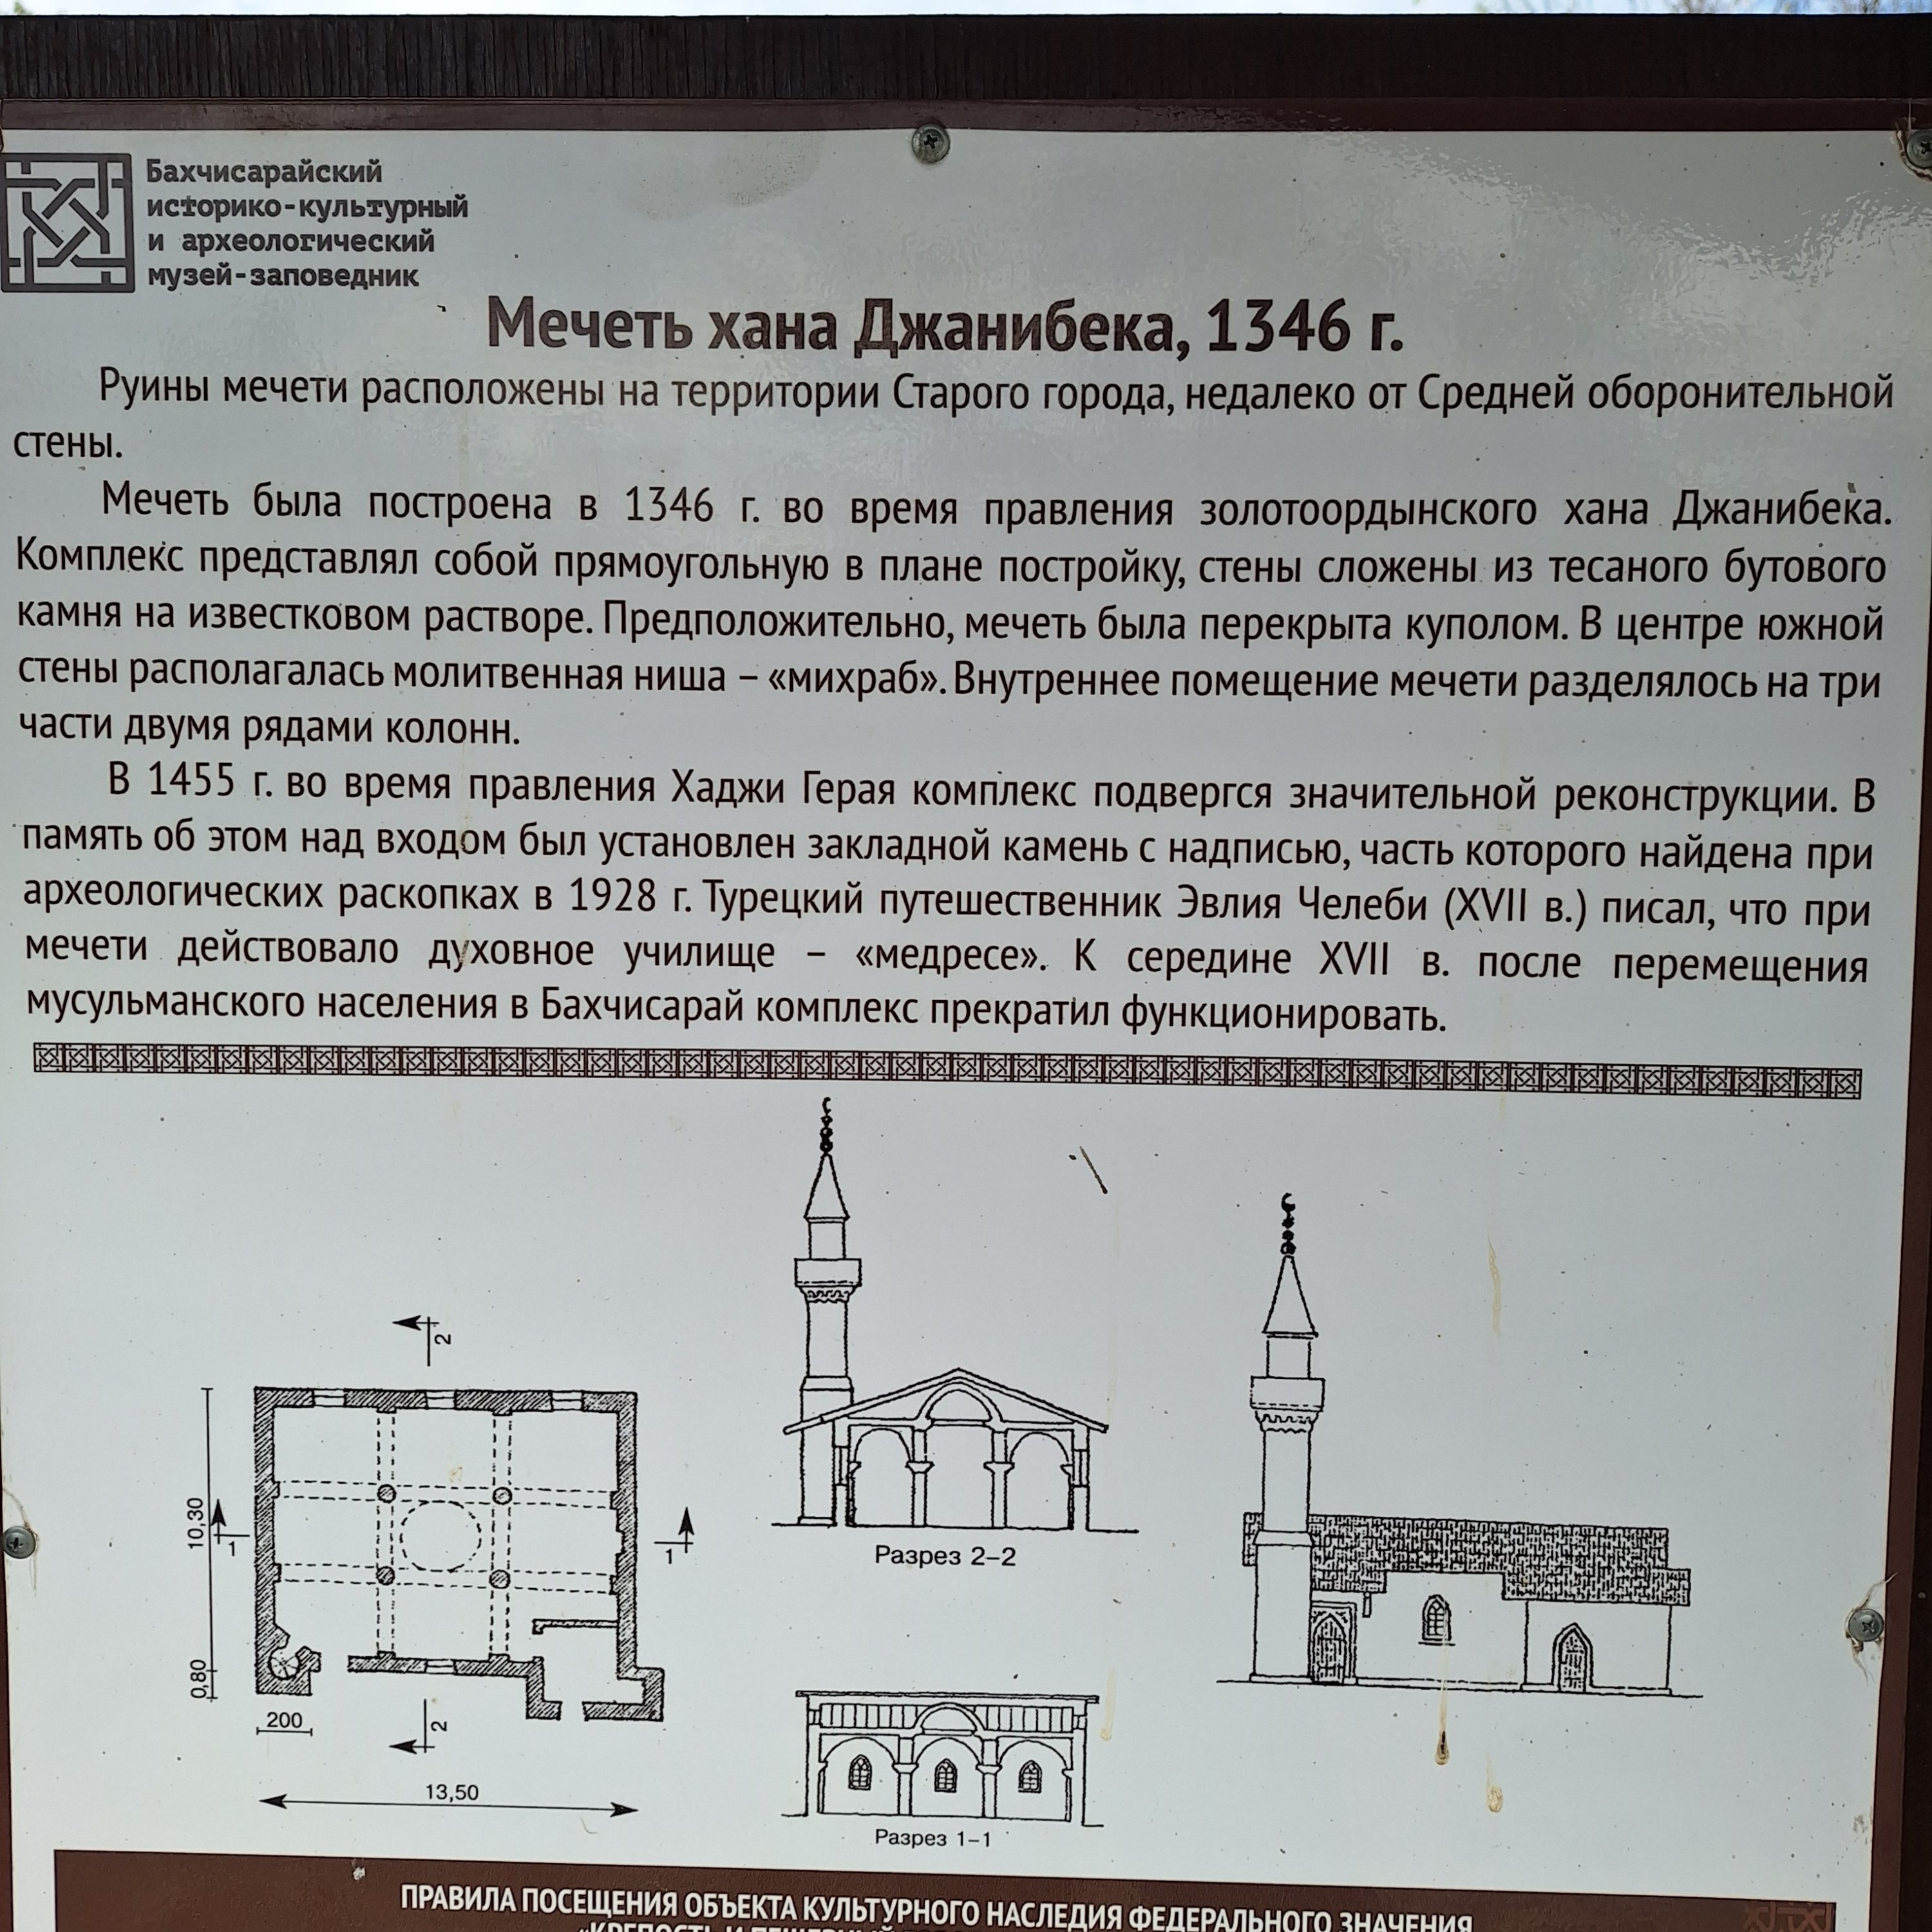 Бахчисарайский
историко-культурный
и археологический
музей-заповедник
Мечеть хана Джанибека, 1346 г.
Руины мечети расположены на территории Старого города, недалеко от Средней оборонительной
стены.
Мечеть была построена в 1346 г. во время правления золотоордынского хана Джанибека.
Комплекс представлял собой прямоугольную в плане постройку, стены сложены из тесаного бутового
камня на известковом растворе. Предположительно, мечеть была перекрыта куполом. В центре южной
стены располагалась молитвенная ниша – «михраб». Внутреннее помещение мечети разделялось на три
части двумя рядами колонн.
В 1455 г. во время правления Хаджи Герая комплекс подвергся значительной реконструкции. В
память об этом над входом был установлен закладной камень с надписью, часть которого найдена при
археологических раскопках в 1928 г. Турецкий путешественник Эвлия Челеби (XVII в.) писал, что при
мечети действовало духовное училище – «медресе». К середине XVII в. после перемещения
мусульманского населения в Бахчисарай комплекс прекратил функционировать.
2
10,30
1
1
0,80
200
2
13,50
Разрез 2–2
Разрез 1–1
ПРАВИЛА ПОСЕЩЕНИЯ ОБЪЕКТА КУЛЬТУРНОГО НАСЛЕДИЯ ФЕДЕРАЛЬНОГО ЗНАЧЕНИЯ